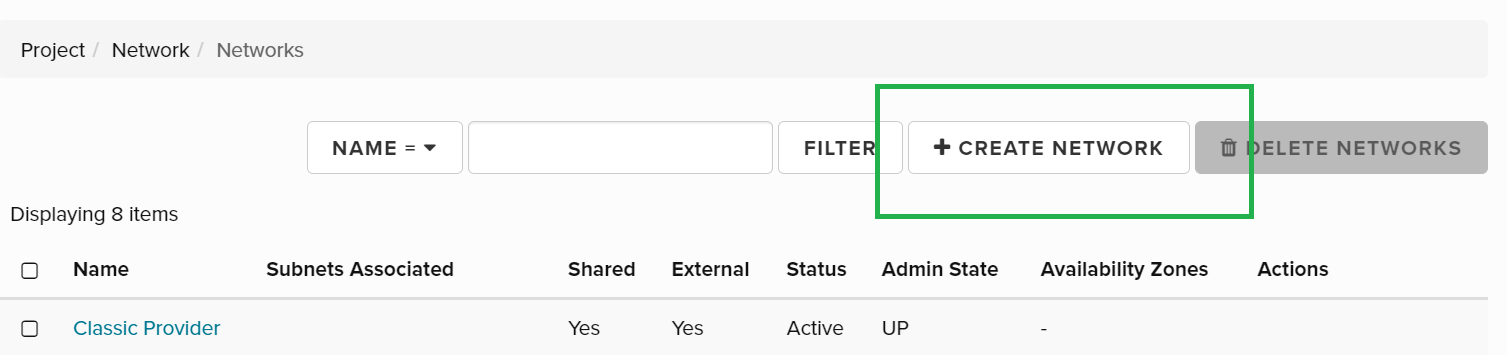 Project / Network / Networks
NAME = FILTER CREATE NETWORK DELETE NETWORKS
Displaying 8 items
Name Subnets Associated Shared External Status Admin State Availability Zones Actions
Classic Provider Yes Yes Active UP -